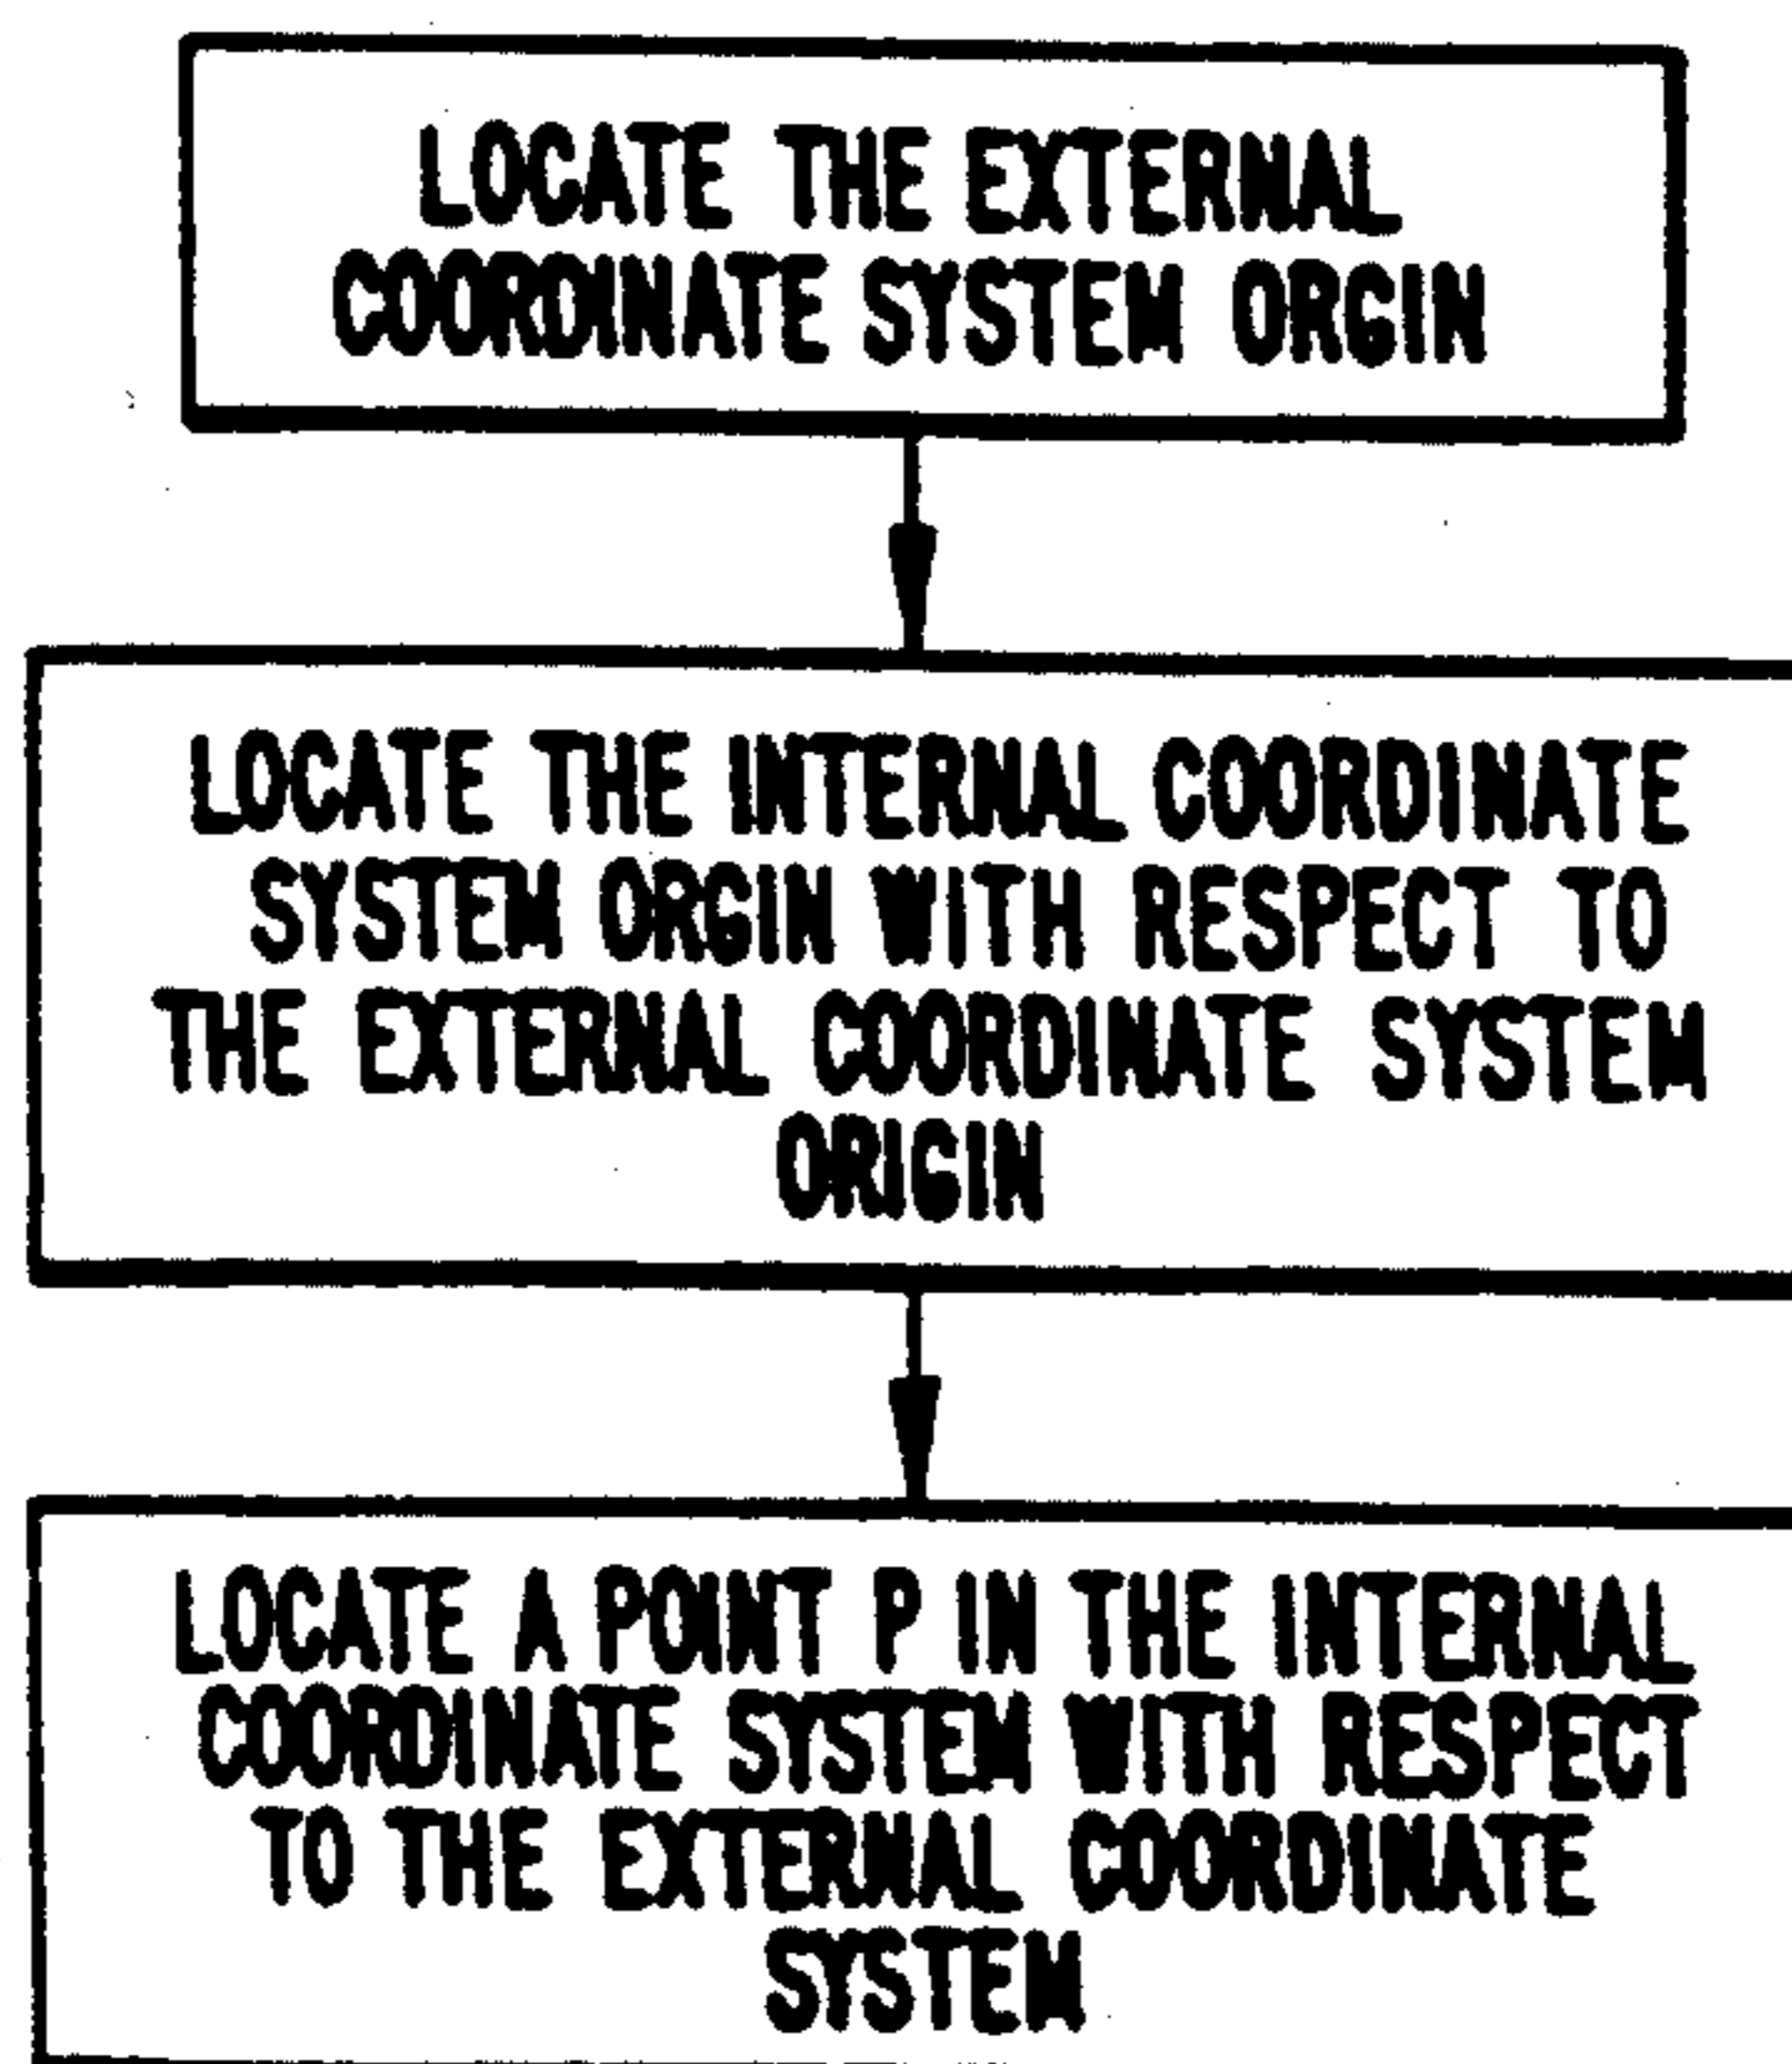 LOCATE THE EXTERNAL
COORDINATE SYSTEM ORGIN
LOCATE THE INTERNAL COORDINATE
SYSTEM ORGIN WITH RESPECT TO
THE EXTERNAL COORDINATE SYSTEM
ORIGIN
LOCATE A POINT P IN THE INTERNAL
COORDINATE SYSTEM WITH RESPECT
TO THE EXTERNAL COORDINATE
SYSTEM